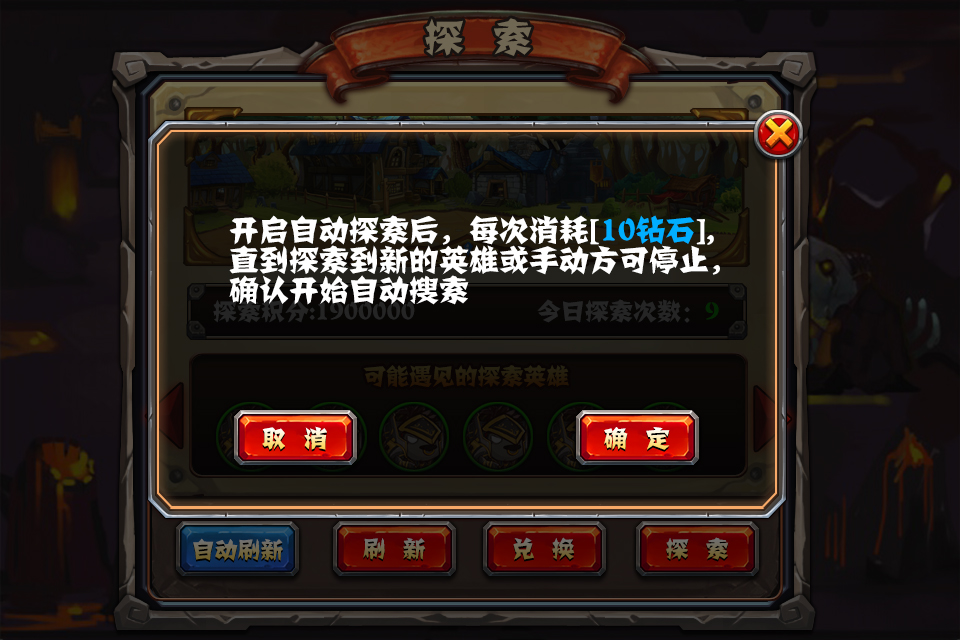 探索
开启自动探索后，每次消耗[10钻石],
直到探索到新的英雄或手动方可停止，
确认开始自动搜索
探索积分:1900000 今日探索次数：9
可能遇见的探索英雄
取消 确定
自动刷新 刷新 兑换 探索